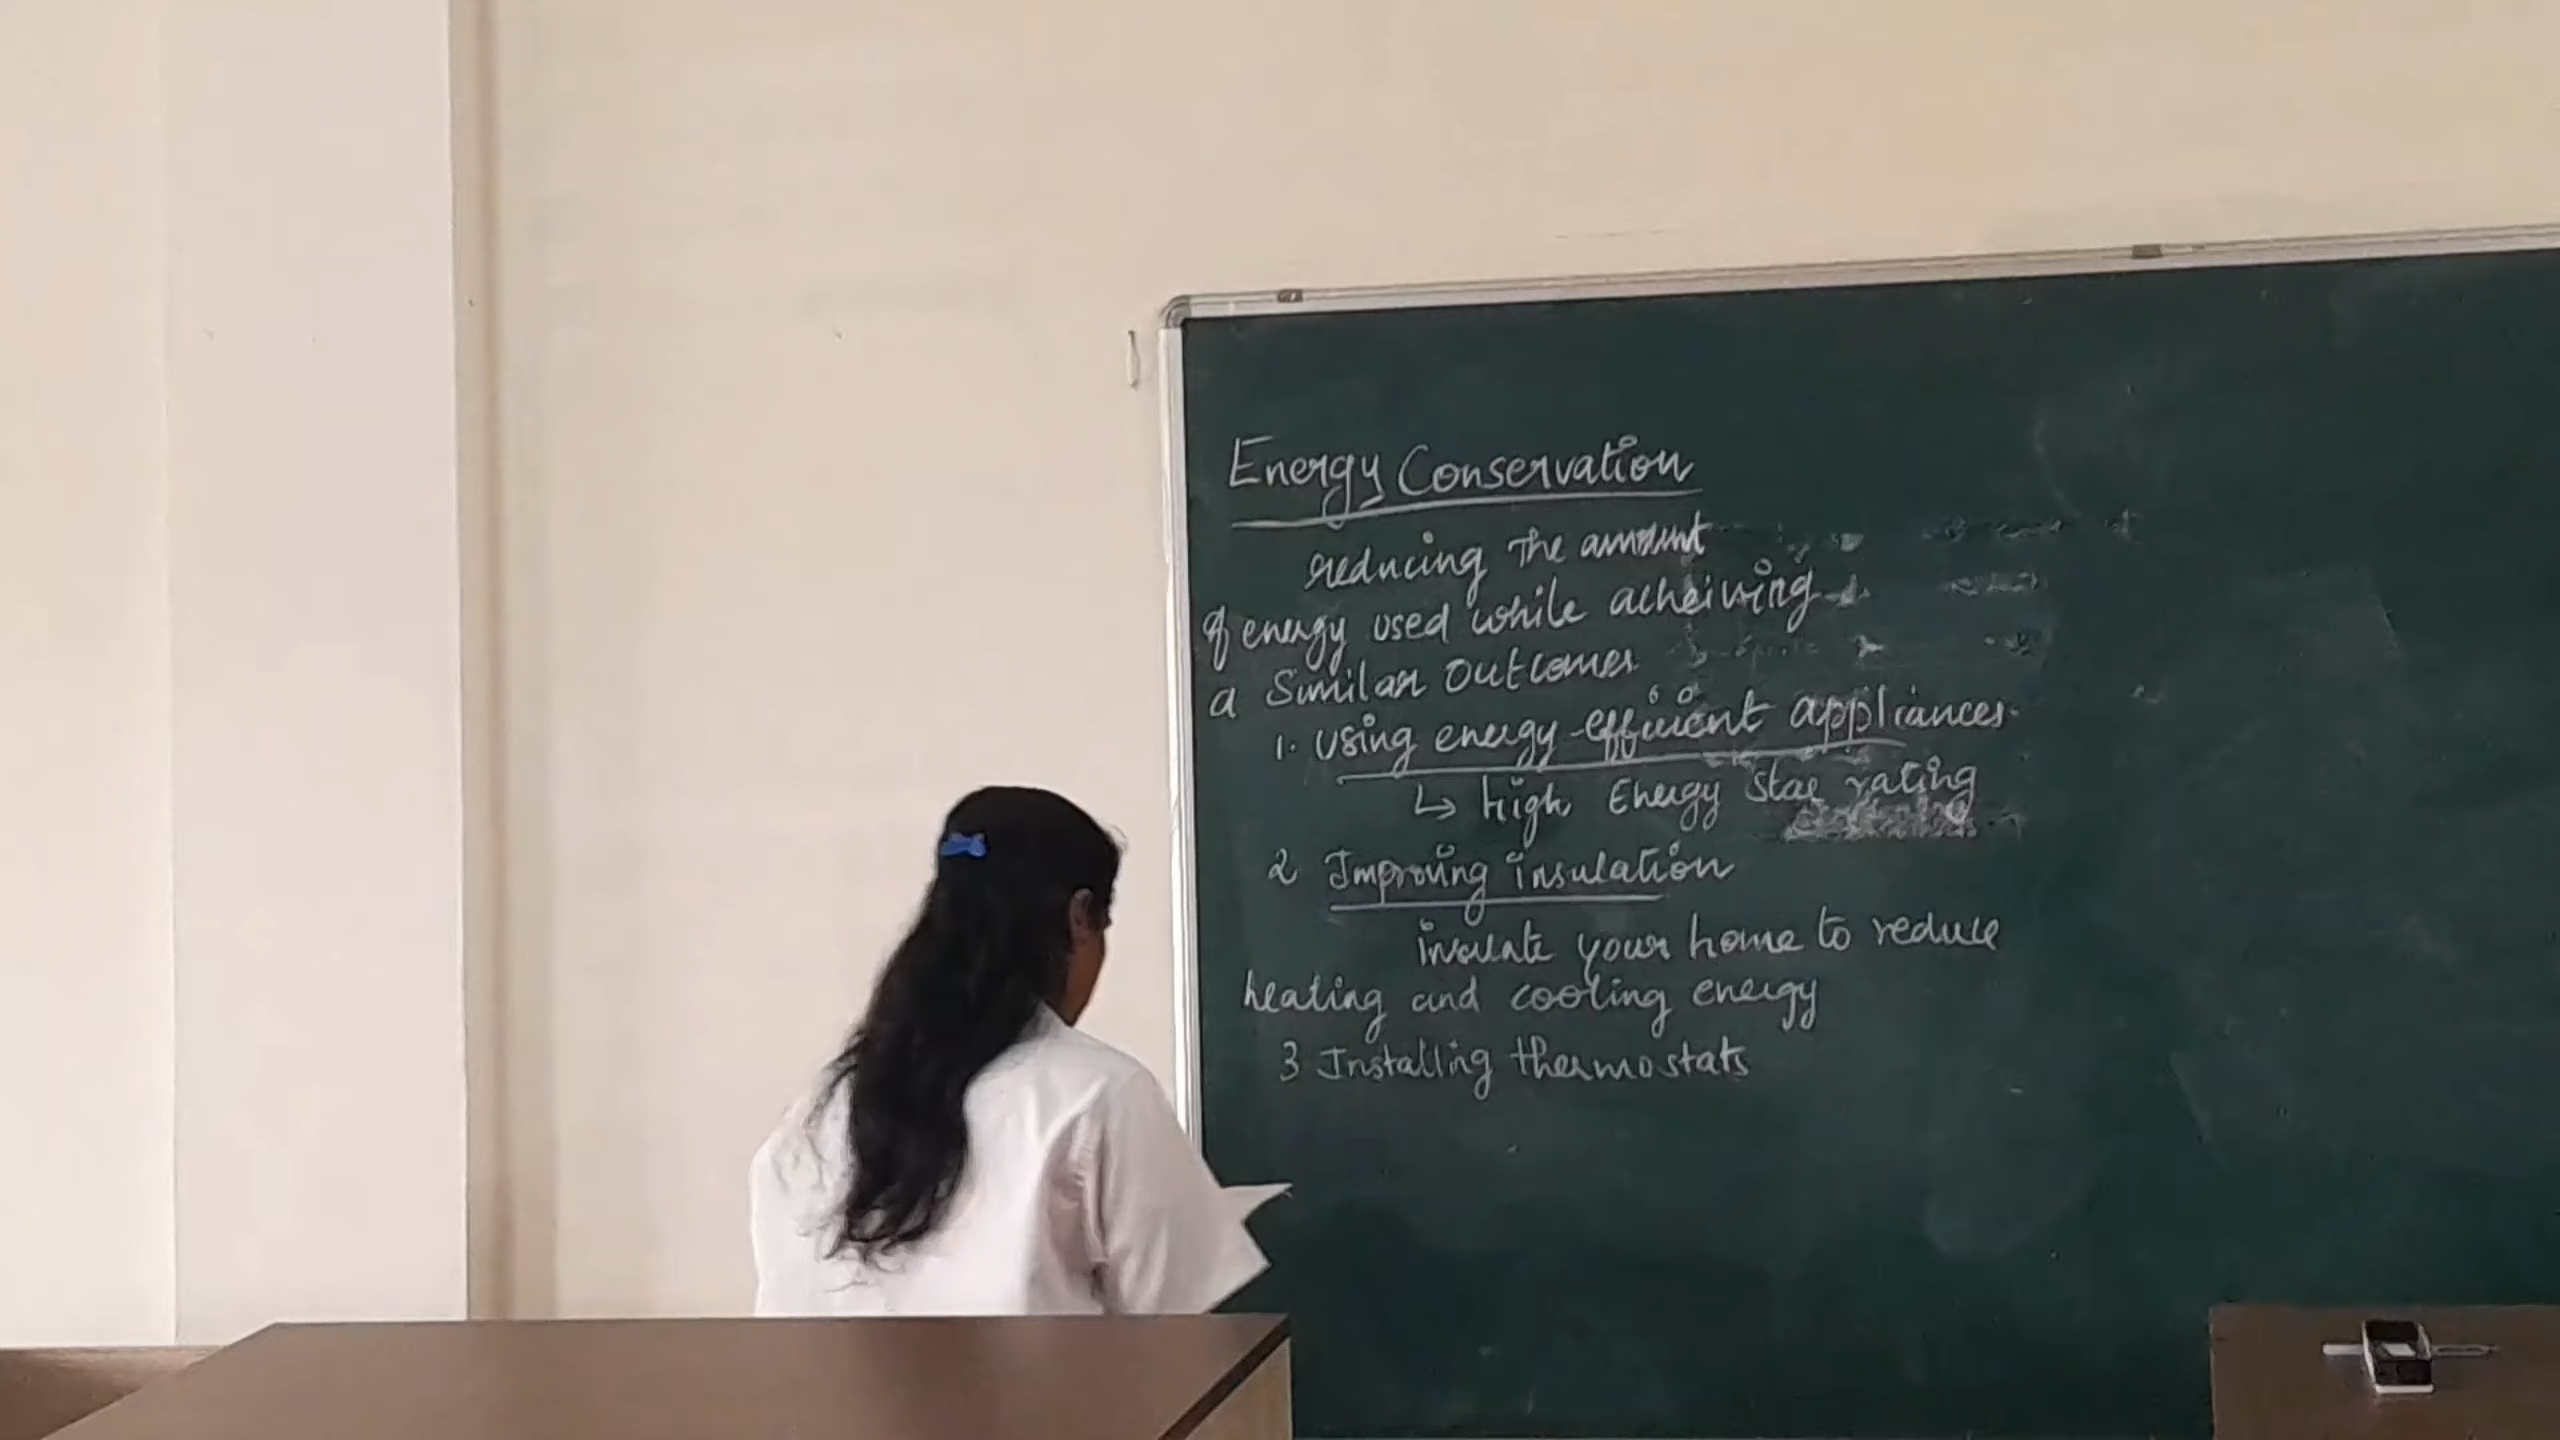 Energy Conservation
reducing the amount
of energy used while acheiving
a Similar Outcomes
1. Using energy-efficient appliances.
↳ high Energy Star rating
2 Improving insulation
insulate your home to reduce
heating and cooling energy
3 Installing thermostats